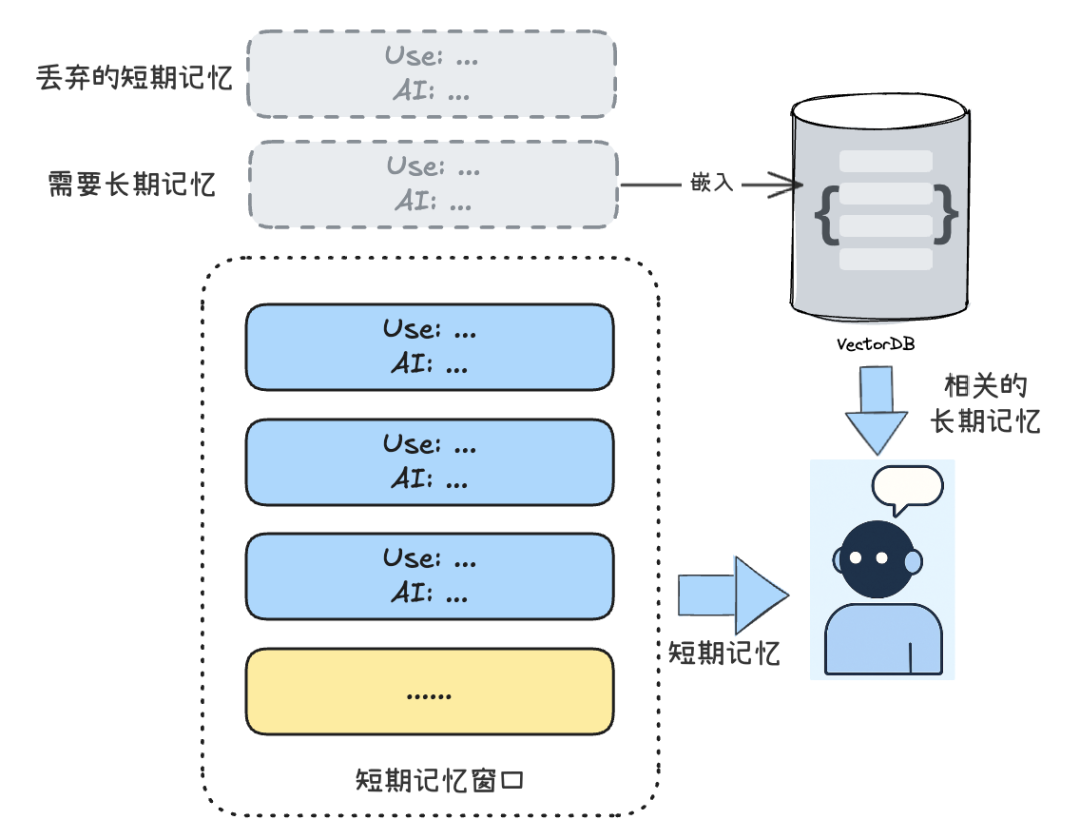 丢弃的短期记忆
Use: ...
AI: ...
需要长期记忆
Use: ...
AI: ...
嵌入
{ }
VectorDB
相关的
长期记忆
Use: ...
AI: ...
Use: ...
AI: ...
Use: ...
AI: ...
短期记忆
......
短期记忆窗口